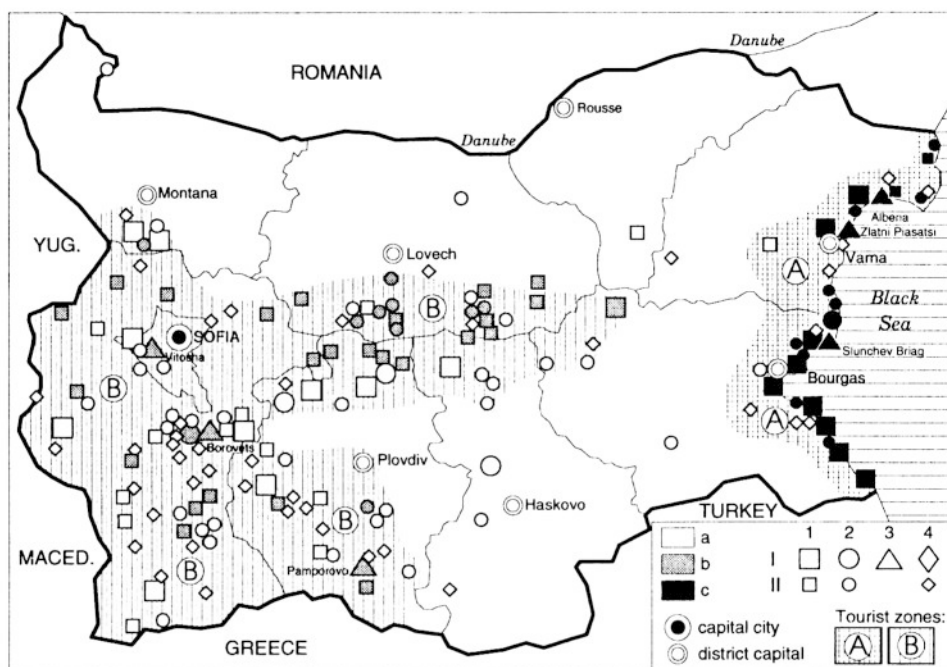 Danube
ROMANIA
Rousse
Danube
Montana
Albena
Zlatni Piasatsi
YUG.
Lovech
Varna
A
B
Black
Sea
SOFIA
Vitosha
Slunchev Briag
B
Bourgas
A
Borovets
Plovdiv
Haskovo
TURKEY
B
MACED.
B
Pamporovo
GREECE
1 2 3 4
a I
b II
c
capital city
district capital
Tourist zones:
A B